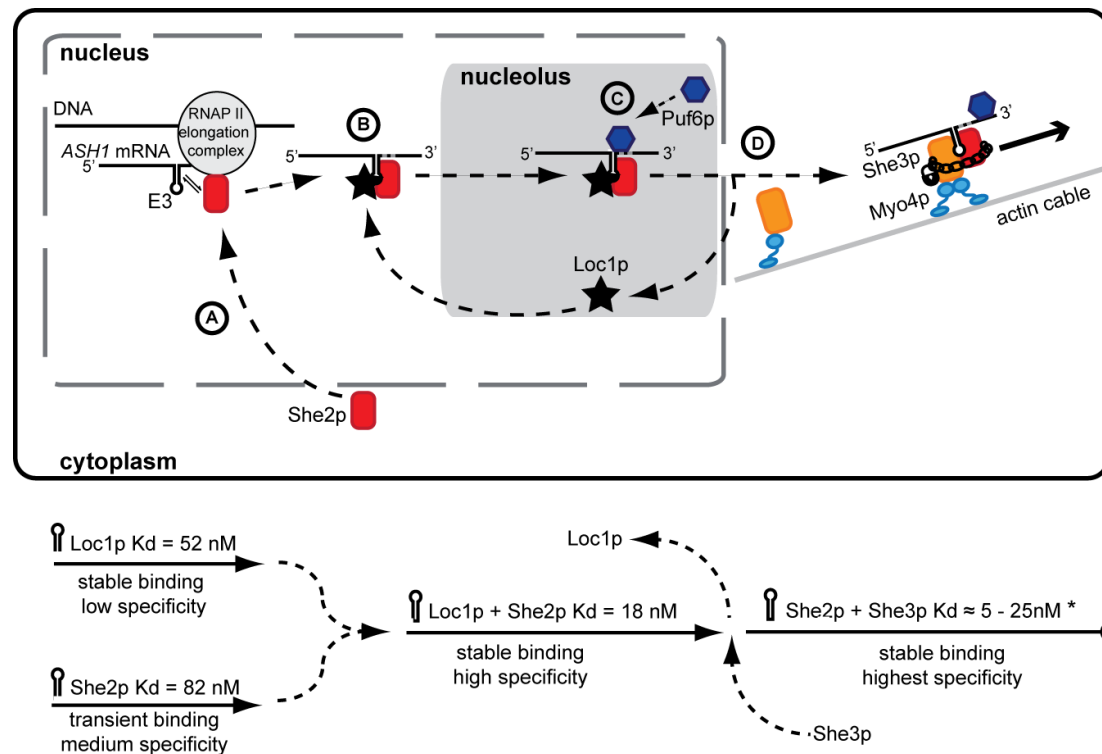 nucleus
nucleolus
DNA
RNAP II
elongation
complex
ASH1 mRNA
5’
E3
A
B
5’
3’
C
Puf6p
5’
3’
D
Loc1p
She2p
3’
5’
She3p
Myo4p
actin cable
cytoplasm
Loc1p Kd = 52 nM
stable binding
low specificity
She2p Kd = 82 nM
transient binding
medium specificity
Loc1p
Loc1p + She2p Kd = 18 nM
stable binding
high specificity
She2p + She3p Kd ≈ 5 - 25nM *
stable binding
highest specificity
She3p